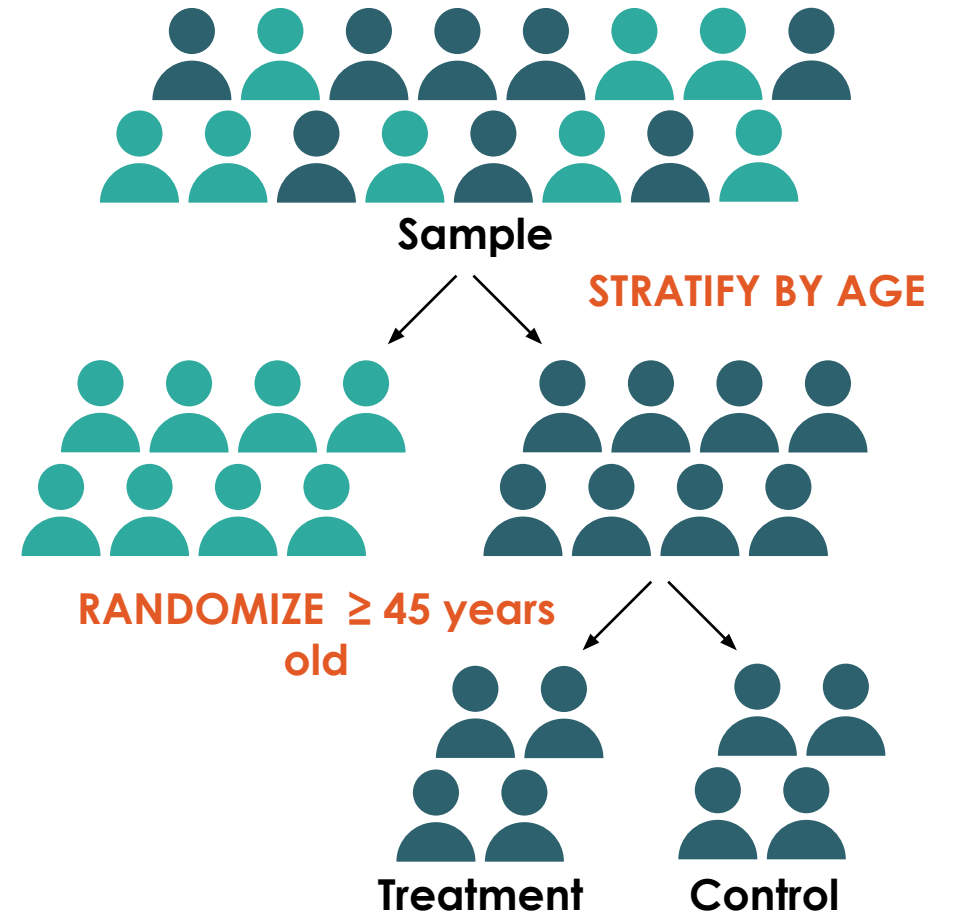 Sample
STRATIFY BY AGE
RANDOMIZE ≥ 45 years
old
Treatment
Control